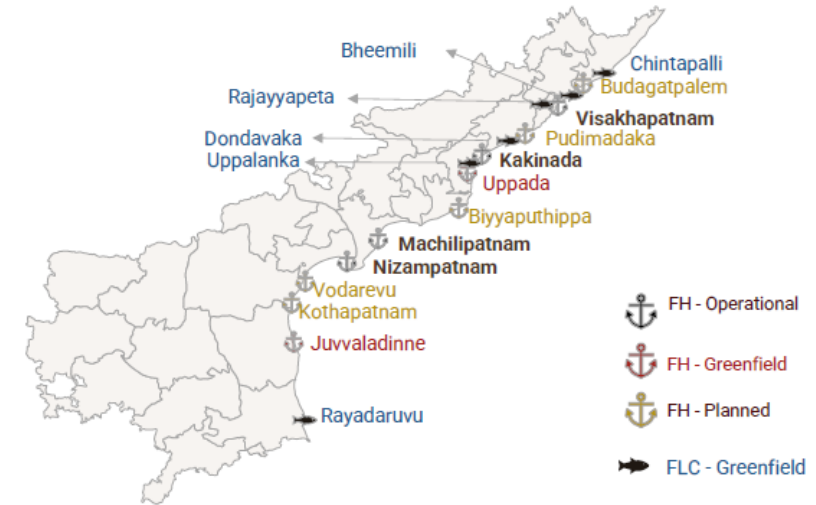 Bheemili
Chintapalli
Budagatpalem
Rajayyapeta
Visakhapatnam
Dondavaka
Pudimadaka
Uppalanka
Kakinada
Uppada
Biyyaputhippa
Machilipatnam
Nizampatnam
Vodarevu
Kothapatnam
Juvvaladinne
Rayadaruvu
FH - Operational
FH - Greenfield
FH - Planned
FLC - Greenfield